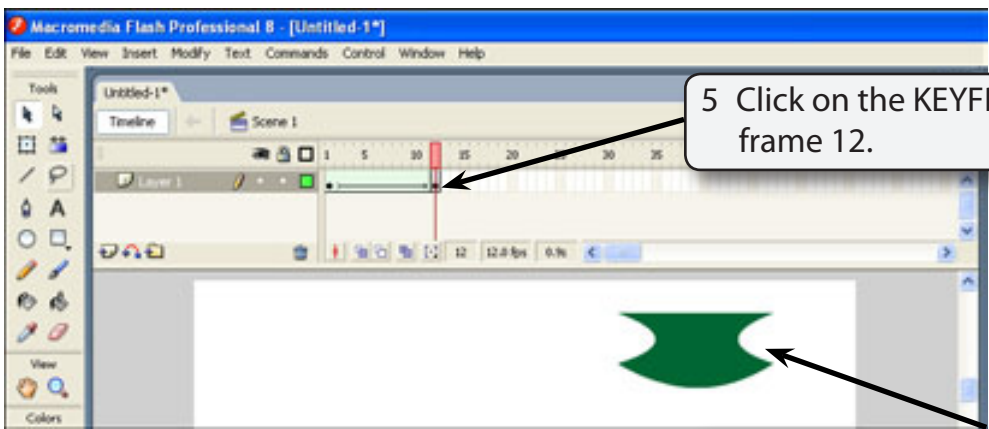 Macromedia Flash Professional 8 - [Untitled-1*]
File Edit View Insert Modify Text Commands Control Window Help
Tools
Untitled-1*
Timeline
Scene 1
5 Click on the KEYF
frame 12.
1 5 10 15 20 25 30 35
Layer 1
12 12.0 fps 0.9s
View
Colors